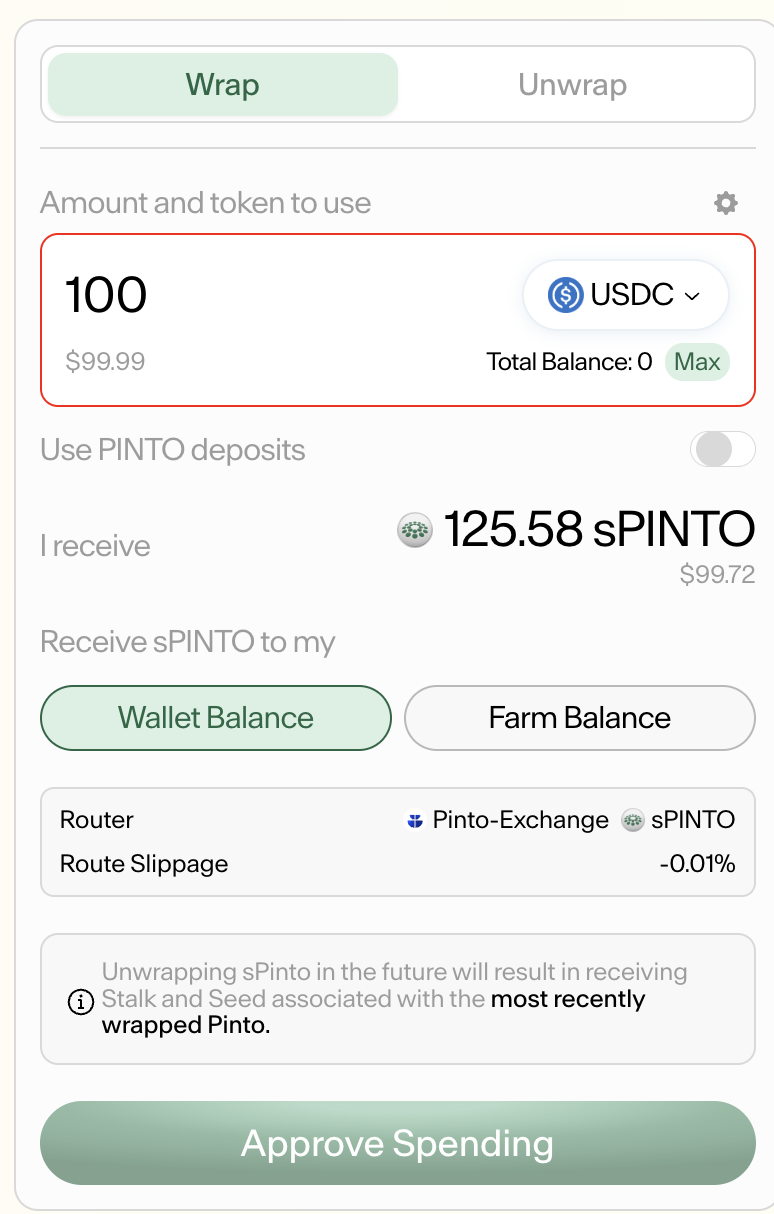 Wrap
Unwrap
Amount and token to use
100
USDC
$99.99
Total Balance: 0 Max
Use PINTO deposits
I receive
125.58 sPINTO
$99.72
Receive sPINTO to my
Wallet Balance
Farm Balance
Router
Pinto-Exchange sPINTO
Route Slippage
-0.01%
Unwrapping sPinto in the future will result in receiving
Stalk and Seed associated with the most recently
wrapped Pinto.
Approve Spending